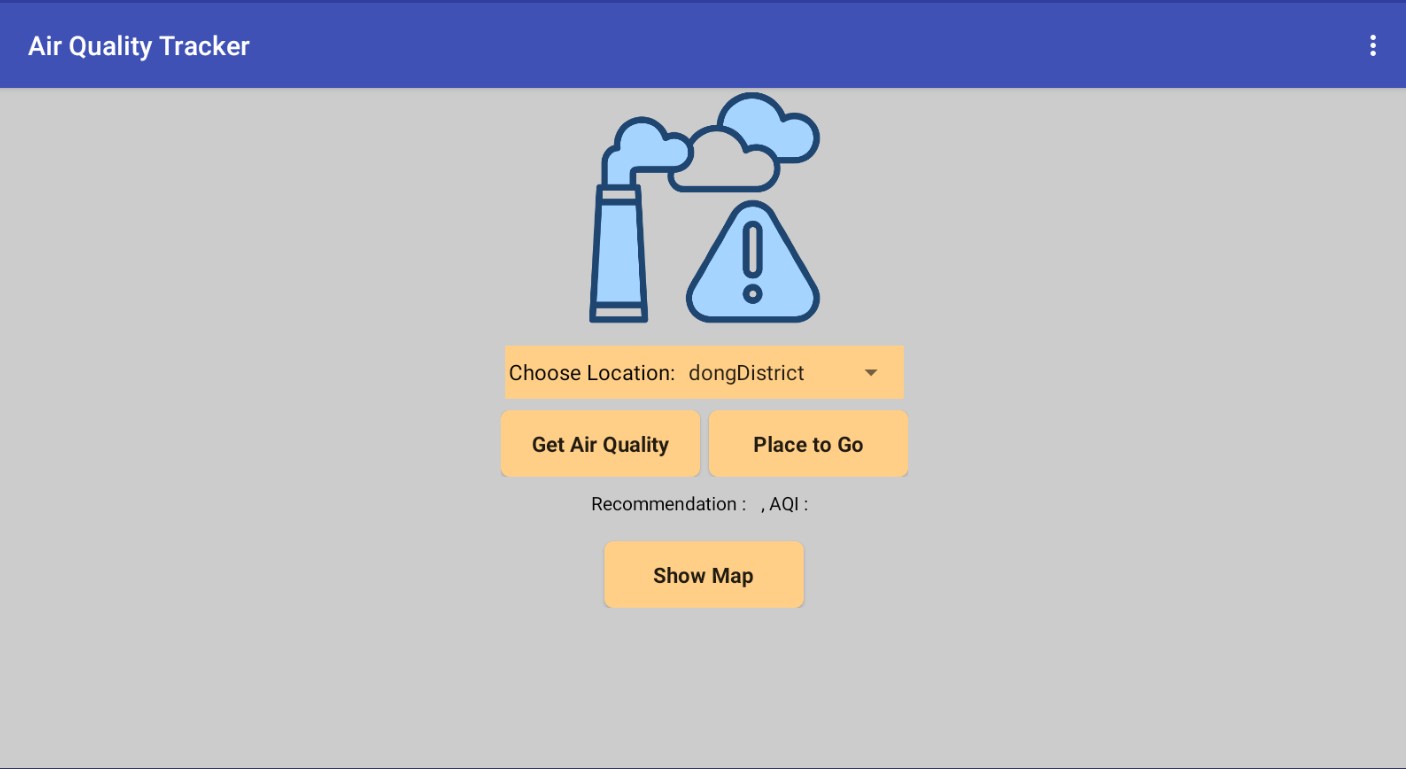 Air Quality Tracker
Choose Location: dongDistrict
Get Air Quality Place to Go
Recommendation :   , AQI :
Show Map